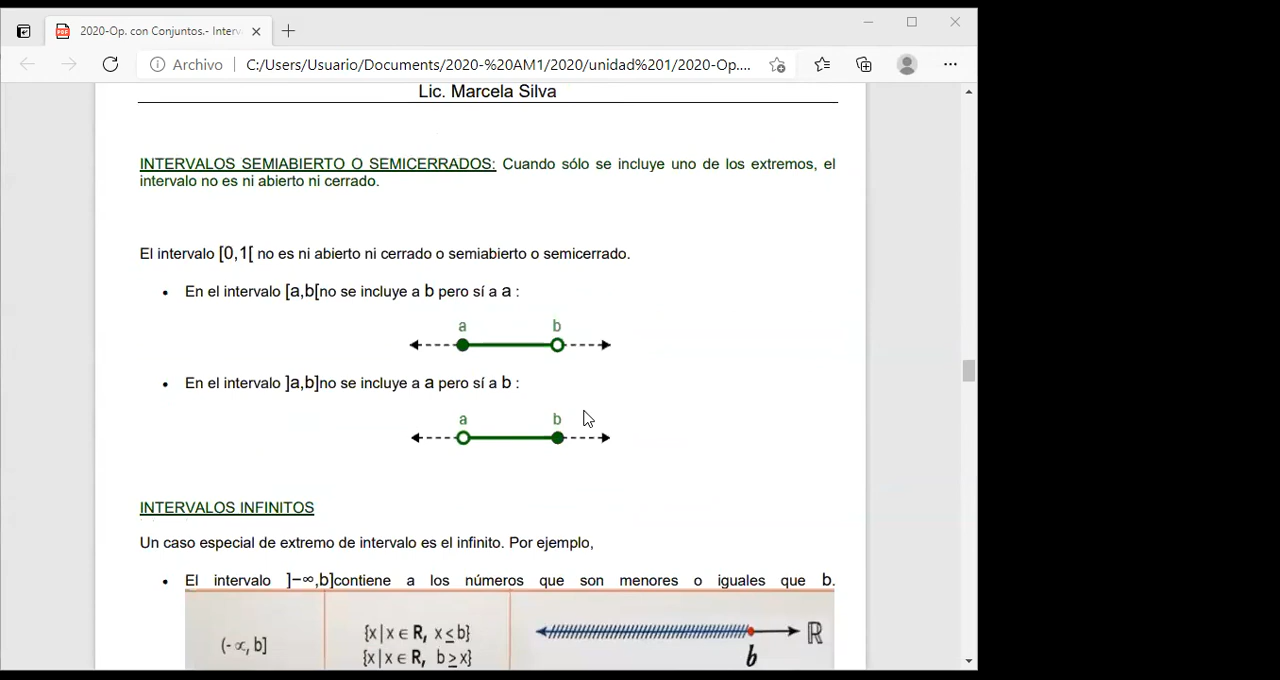 2020-Op. con Conjuntos.- Interv
Archivo
C:/Users/Usuario/Documents/2020-%20AM1/2020/unidad%201/2020-Op....
Lic. Marcela Silva
INTERVALOS SEMIABIERTO O SEMICERRADOS: Cuando sólo se incluye uno de los extremos, el
intervalo no es ni abierto ni cerrado.
El intervalo [0,1[ no es ni abierto ni cerrado o semiabierto o semicerrado.
• En el intervalo [a,b[no se incluye a b pero sí a a :
a b
• En el intervalo ]a,b]no se incluye a a pero sí a b :
a b
INTERVALOS INFINITOS
Un caso especial de extremo de intervalo es el infinito. Por ejemplo,
• El intervalo ]−∞,b]contiene a los números que son menores o iguales que b.
(-∝, b]
{x|x∈R, x≤b}
{x|x∈R, b≥x}
ℝ
b